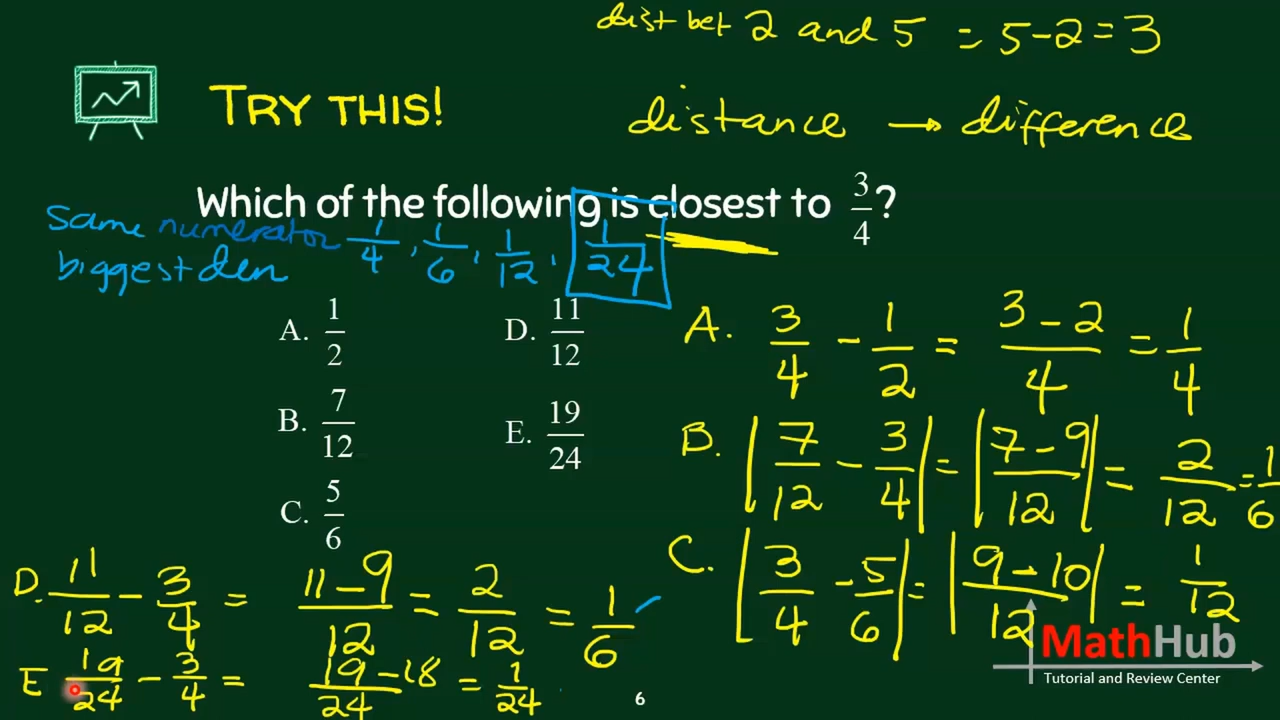 dist bet 2 and 5 = 5-2=3
TRY THIS!
distance → difference
Which of the following is closest to 3/4?
Same numerator 1/4, 1/6, 1/12, 1/24
biggest den
A. 1/2
B. 7/12
C. 5/6
D. 11/12
E. 19/24
A. 3/4 - 1/2 = (3-2)/4 = 1/4
B. |7/12 - 3/4| = |(7-9)/12| = 2/12 = 1/6
C. |3/4 - 5/6| = |(9-10)/12| = 1/12
D. 11/12 - 3/4 = (11-9)/12 = 2/12 = 1/6
E 19/24 - 3/4 = (19-18)/24 = 1/24
MathHub
Tutorial and Review Center
6